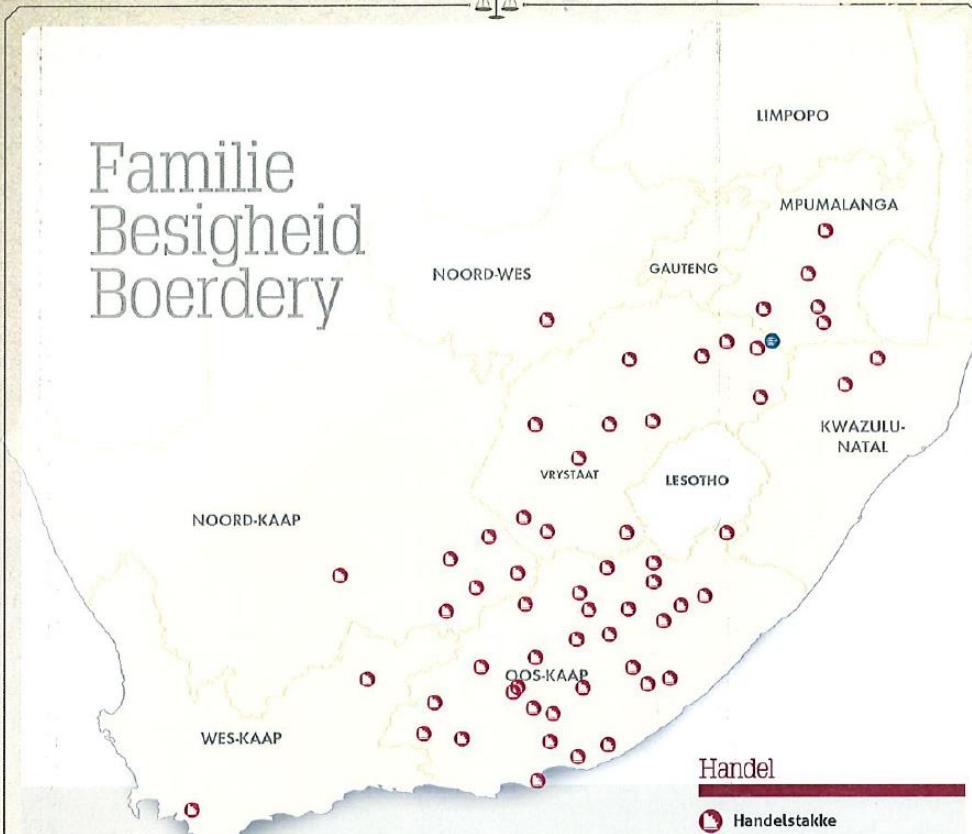 Familie
Besigheid
Boerdery
LIMPOPO
MPUMALANGA
GAUTENG
NOORD-WES
KWAZULU-
NATAL
VRYSTAAT
LESOTHO
NOORD-KAAP
OOS-KAAP
WES-KAAP
Handel
Handelstakke